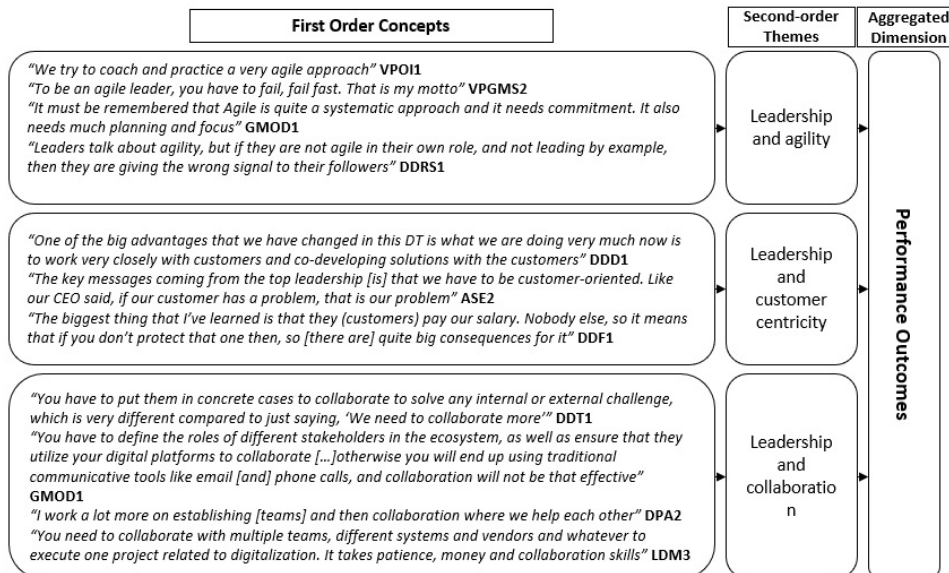 First Order Concepts
Second-order
Themes
Aggregated
Dimension
“We try to coach and practice a very agile approach” VPOI1
“To be an agile leader, you have to fail, fail fast. That is my motto” VPGMS2
“It must be remembered that Agile is quite a systematic approach and it needs commitment. It also
needs much planning and focus” GMOD1
“Leaders talk about agility, but if they are not agile in their own role, and not leading by example,
then they are giving the wrong signal to their followers” DDRS1
Leadership
and agility
“One of the big advantages that we have changed in this DT is what we are doing very much now is
to work very closely with customers and co-developing solutions with the customers” DDD1
“The key messages coming from the top leadership [is] that we have to be customer-oriented. Like
our CEO said, if our customer has a problem, that is our problem” ASE2
“The biggest thing that I’ve learned is that they (customers) pay our salary. Nobody else, so it means
that if you don’t protect that one then, so [there are] quite big consequences for it” DDF1
Leadership
and
customer
centricity
“You have to put them in concrete cases to collaborate to solve any internal or external challenge,
which is very different compared to just saying, ‘We need to collaborate more’” DDT1
“You have to define the roles of different stakeholders in the ecosystem, as well as ensure that they
utilize your digital platforms to collaborate [...]otherwise you will end up using traditional
communicative tools like email [and] phone calls, and collaboration will not be that effective”
GMOD1
“I work a lot more on establishing [teams] and then collaboration where we help each other” DPA2
“You need to collaborate with multiple teams, different systems and vendors and whatever to
execute one project related to digitalization. It takes patience, money and collaboration skills” LDM3
Leadership
and
collaboratio
n
Performance Outcomes